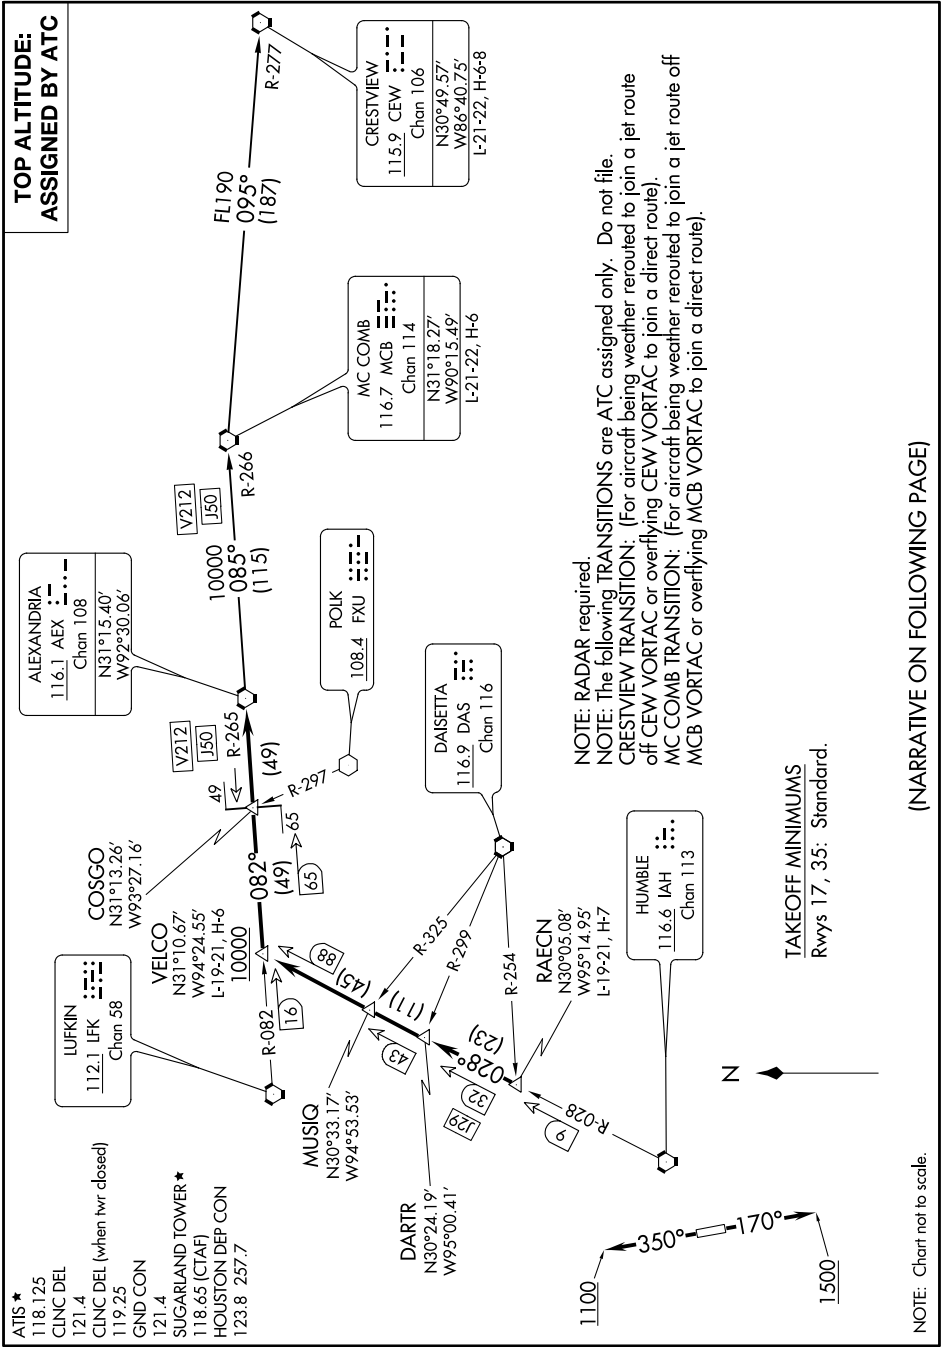 TOP ALTITUDE:
ASSIGNED BY ATC
ATIS ★
118.125
CLNC DEL
121.4
CLNC DEL (when twr closed)
119.25
GND CON
121.4
SUGARLAND TOWER ★
118.65 (CTAF)
HOUSTON DEP CON
123.8 257.7
LUFKIN
112.1 LFK
Chan 58
R-082
16
VELCO
N31°10.67'
W94°24.55'
L-19-21, H-6
10000
COSGO
N31°13.26'
W93°27.16'
082°
(49)
65
65
49
R-297
V212
J50
R-265
(49)
ALEXANDRIA
116.1 AEX
Chan 108
N31°15.40'
W92°30.06'
POLK
108.4 FXU
10000
085°
(115)
V212
J50
R-266
MC COMB
116.7 MCB
Chan 114
N31°18.27'
W90°15.49'
L-21-22, H-6
FL190
095°
(187)
R-277
CRESTVIEW
115.9 CEW
Chan 106
N30°49.57'
W86°40.75'
L-21-22, H-6-8
MUSIQ
N30°33.17'
W94°53.53'
88
(45)
R-325
DARTR
N30°24.19'
W95°00.41'
43
(11)
R-299
DAISETTA
116.9 DAS
Chan 116
R-254
RAECN
N30°05.08'
W95°14.95'
L-19-21, H-7
J29
32
028°
(23)
9
R-028
HUMBLE
116.6 IAH
Chan 113
NOTE: RADAR required.
NOTE: The following TRANSITIONS are ATC assigned only. Do not file.
CRESTVIEW TRANSITION: (For aircraft being weather rerouted to join a jet route
off CEW VORTAC or overflying CEW VORTAC to join a direct route).
MC COMB TRANSITION: (For aircraft being weather rerouted to join a jet route off
MCB VORTAC or overflying MCB VORTAC to join a direct route).
TAKEOFF MINIMUMS
Rwys 17, 35: Standard.
N
1100
350°
170°
1500
NOTE: Chart not to scale.
(NARRATIVE ON FOLLOWING PAGE)